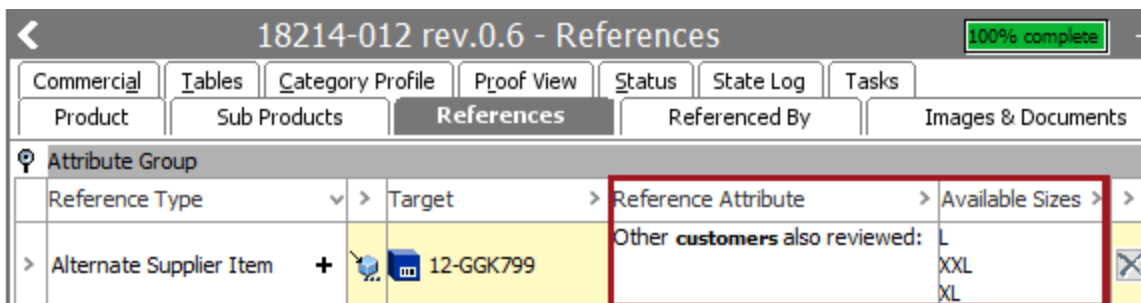 18214-012 rev.0.6 - References
100% complete
Commercial Tables Category Profile Proof View Status State Log Tasks
Product Sub Products References Referenced By Images & Documents
Attribute Group
Reference Type > Target > Reference Attribute > Available Sizes > >
> Alternate Supplier Item + 12-GGK799 Other customers also reviewed: L
XXL
XL